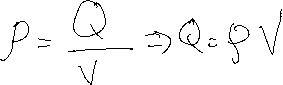 ρ = Q/V ⇒ Q = ρ V